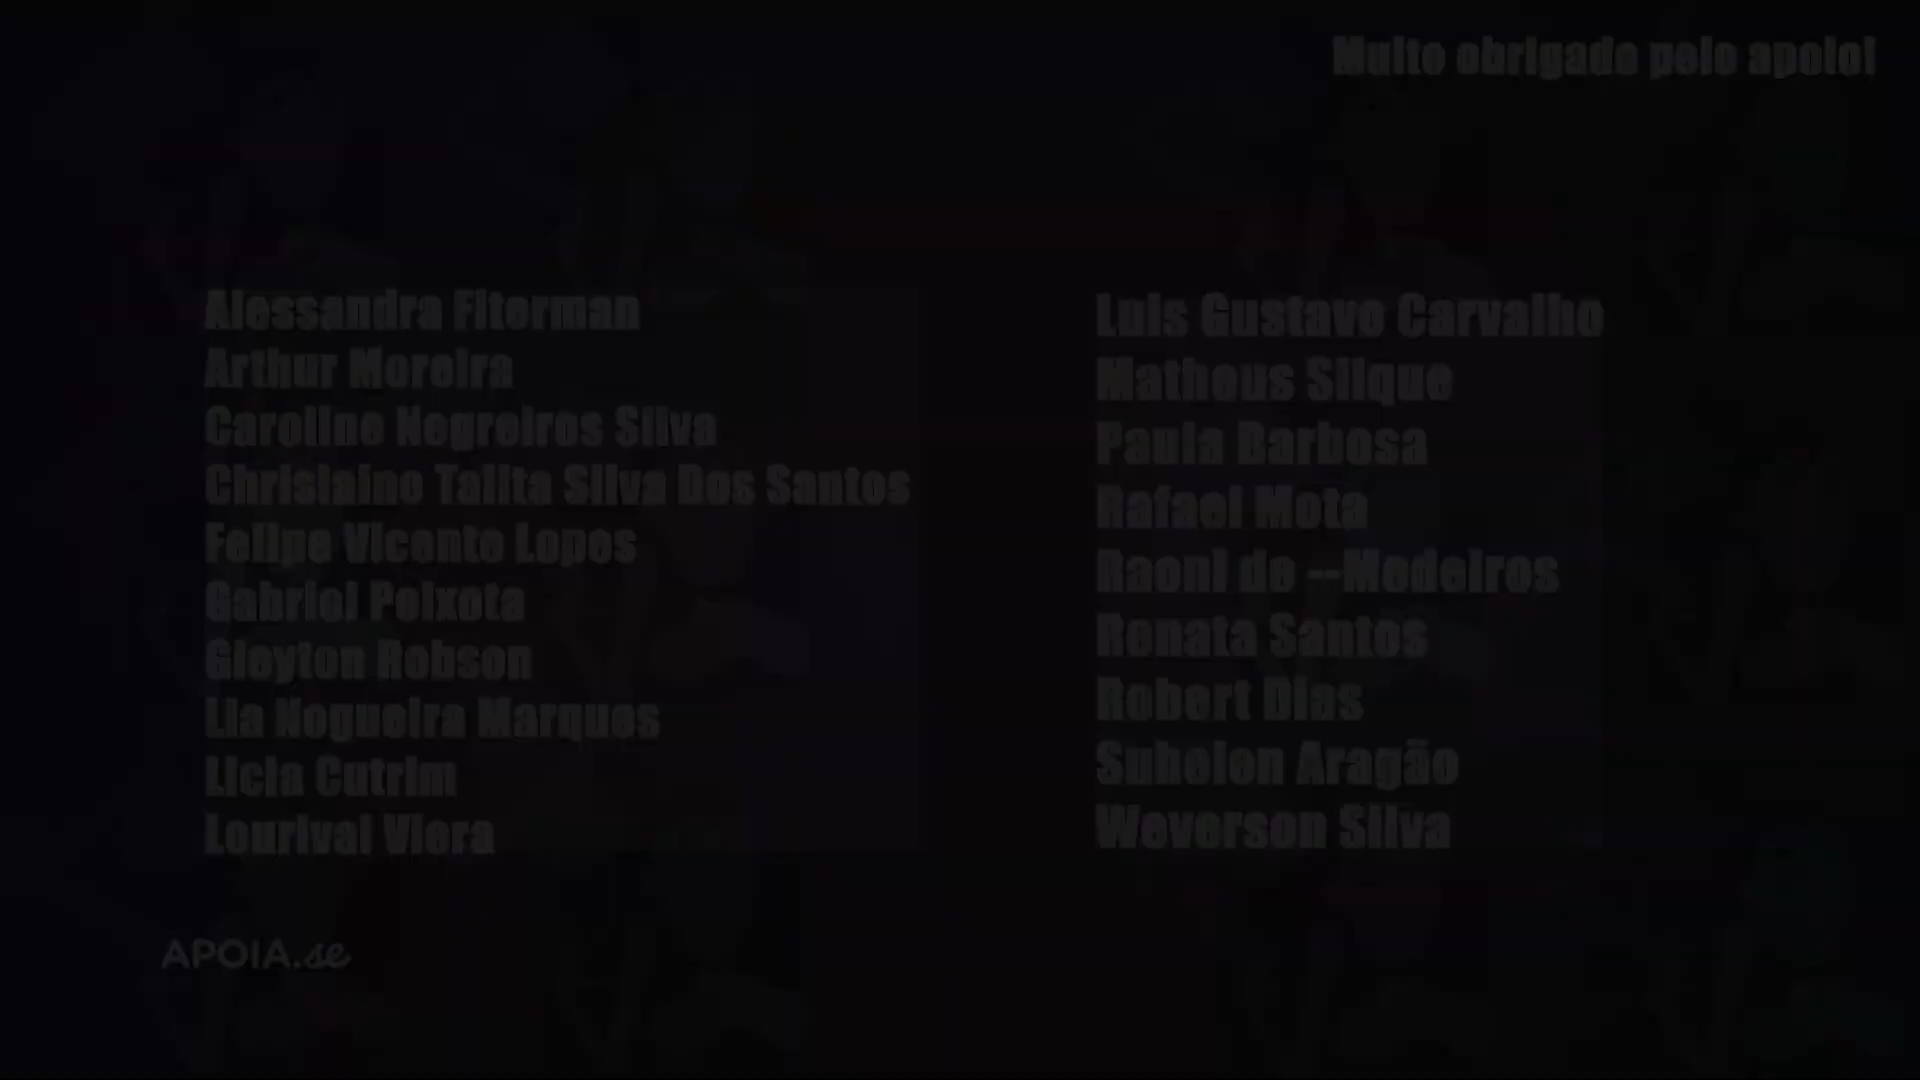 Muito obrigado pelo apoio!
Alessandra Fiterman
Arthur Moreira
Caroline Negreiros Silva
Chrislaine Talita Silva Dos Santos
Felipe Vicente Lopes
Gabriel Peixota
Gleyton Robson
Lia Nogueira Marques
Licia Cutrim
Lourival Viera
Luis Gustavo Carvalho
Matheus Silque
Paula Barbosa
Rafael Mota
Raoni de --Medeiros
Renata Santos
Robert Dias
Suhelen Aragão
Weverson Silva
APOIA.se